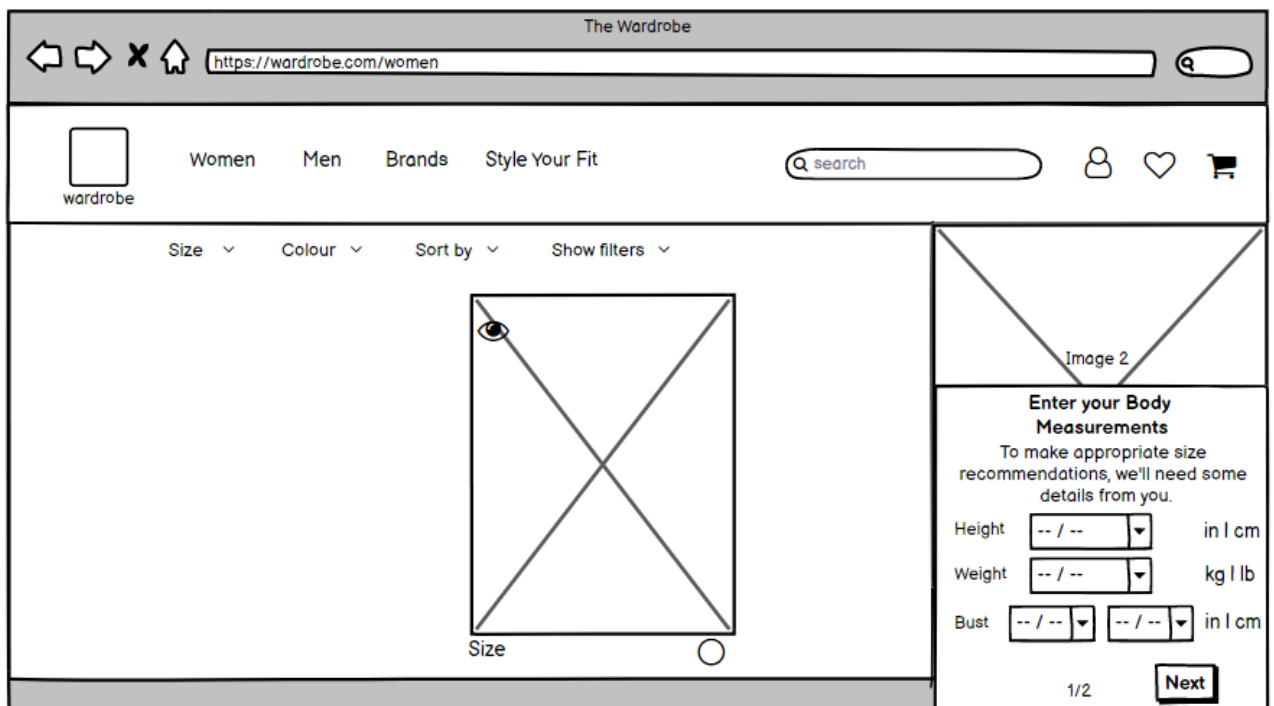 The Wardrobe
https://wardrobe.com/women
wardrobe
Women Men Brands Style Your Fit
search
Size Colour Sort by Show filters
Image 2
Enter your Body
Measurements
To make appropriate size
recommendations, we'll need some
details from you.
Height -- / -- in | cm
Weight -- / -- kg | lb
Bust -- / -- -- / -- in | cm
Size
1/2 Next